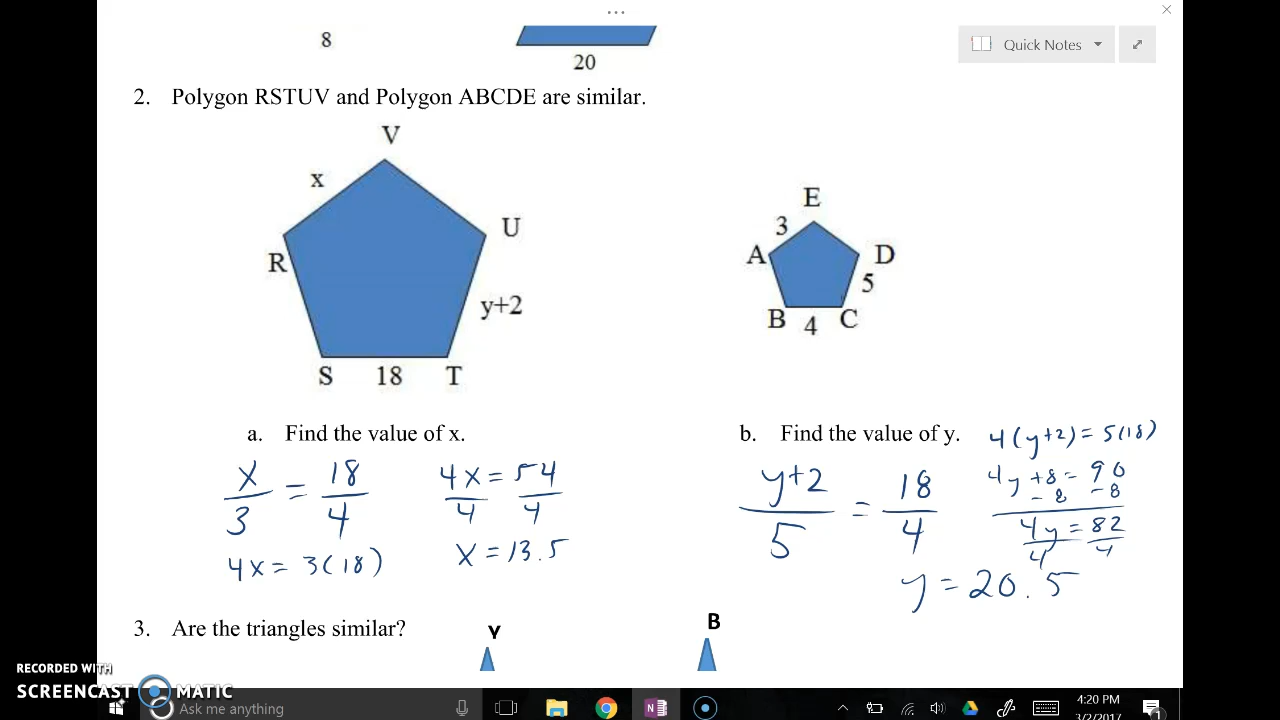 8
20
Quick Notes
2. Polygon RSTUV and Polygon ABCDE are similar.
V
x
U
R
y+2
S 18 T
E
3
A D
5
B 4 C
a. Find the value of x.
x/3 = 18/4
4x = 3(18)
4x = 54
4 4
x = 13.5
b. Find the value of y.
y+2/5 = 18/4
4(y+2) = 5(18)
4y + 8 = 90
- 8 - 8
4y = 82
4 4
y = 20.5
3. Are the triangles similar?
Y
B
RECORDED WITH
SCREENCAST MATIC
Ask me anything
4:20 PM
3/2/2017